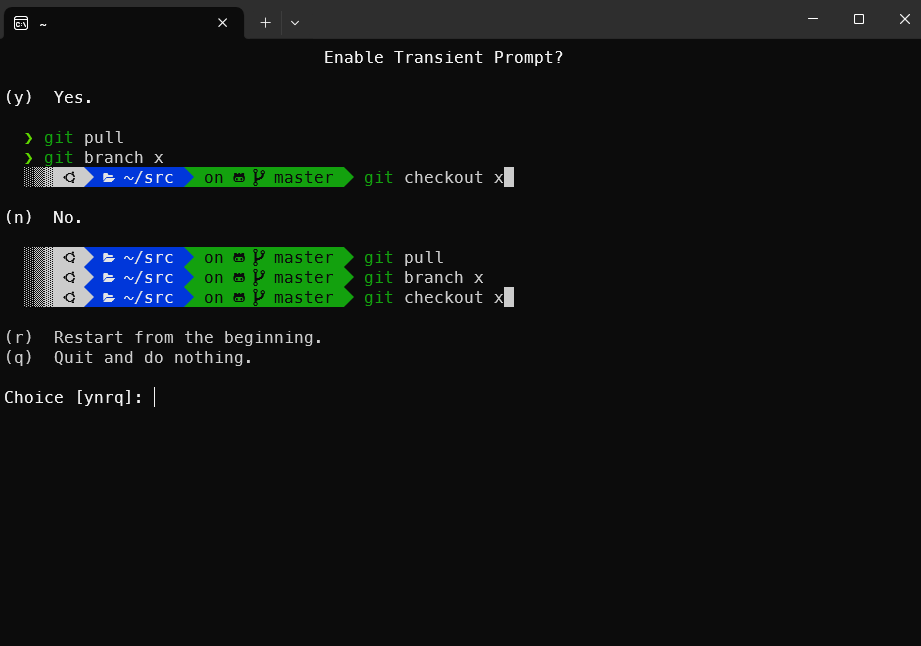 ~
Enable Transient Prompt?
(y)  Yes.
❯ git pull
❯ git branch x
~/src on master git checkout x
(n)  No.
~/src on master git pull
~/src on master git branch x
~/src on master git checkout x
(r)  Restart from the beginning.
(q)  Quit and do nothing.
Choice [ynrq]: